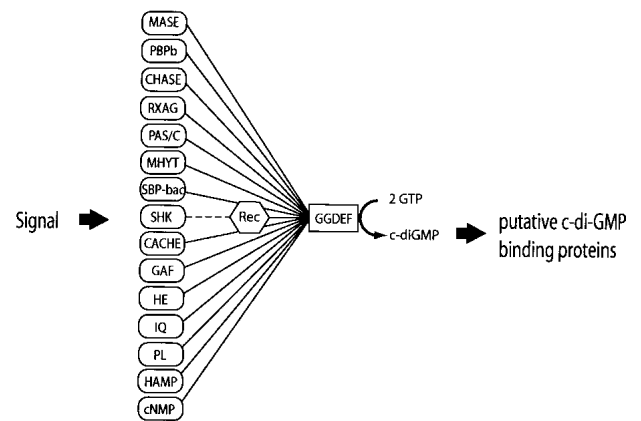 MASE
PBPb
CHASE
RXAG
PAS/C
MHYT
SBP-bac
SHK
Rec
CACHE
GAF
HE
IQ
PL
HAMP
cNMP
Signal
GGDEF
2 GTP
c-diGMP
putative c-di-GMP
binding proteins